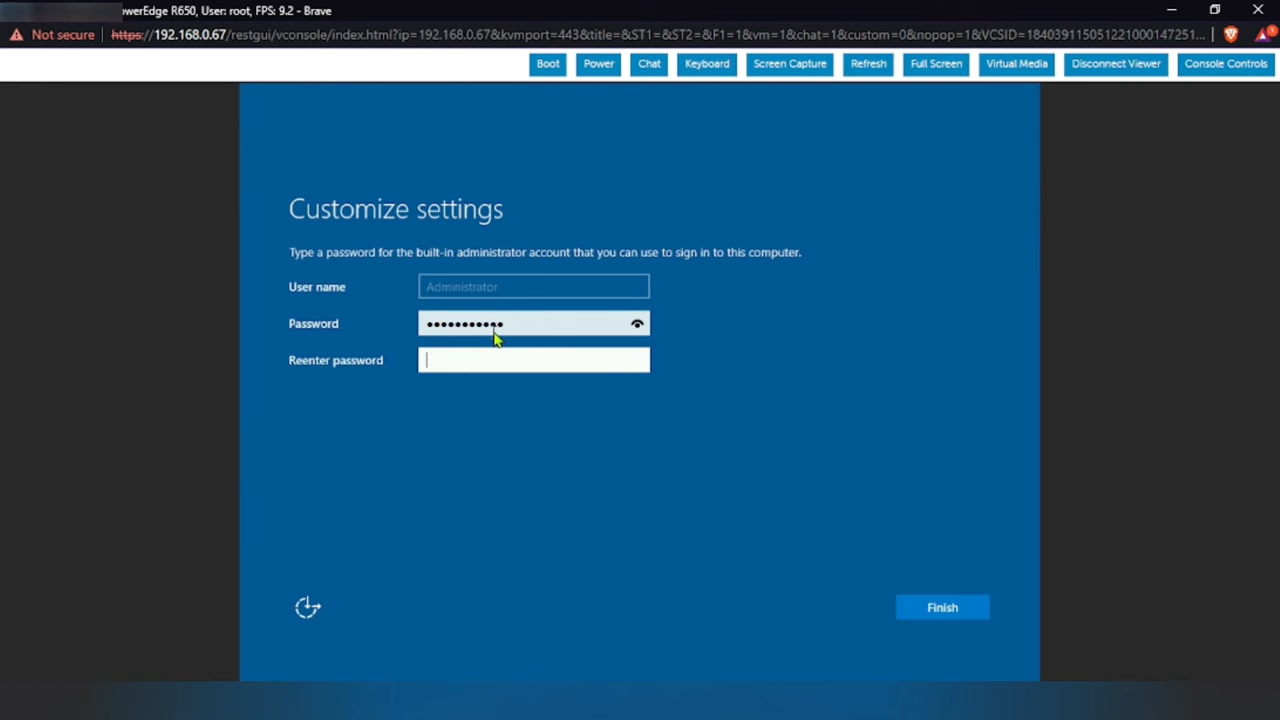 owerEdge R650, User: root, FPS: 9.2 - Brave
Not secure https://192.168.0.67/restgui/vconsole/index.html?ip=192.168.0.67&kvmport=443&title=&ST1=&ST2=&F1=1&vm=1&chat=1&custom=0&nopop=1&VCSID=184039115051221000147251...
Boot Power Chat Keyboard Screen Capture Refresh Full Screen Virtual Media Disconnect Viewer Console Controls
Customize settings
Type a password for the built-in administrator account that you can use to sign in to this computer.
User name Administrator
Password •••••••••••
Reenter password
Finish